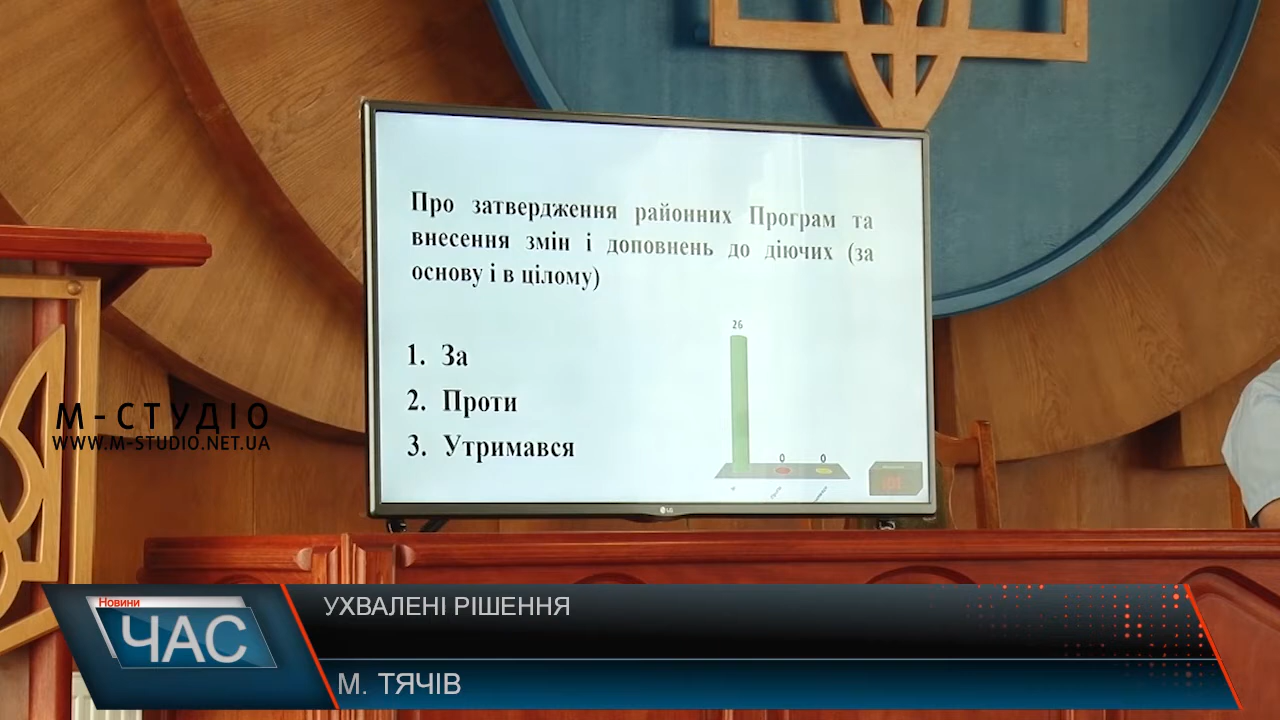 Про затвердження районних Програм та
внесення змін і доповнень до діючих (за
основу і в цілому)
26
1. За
2. Проти
3. Утримався
0 0
LG
М-СТУДІО
WWW.M-STUDIO.NET.UA
Новини
ЧАС
УХВАЛЕНІ РІШЕННЯ
М. ТЯЧІВ